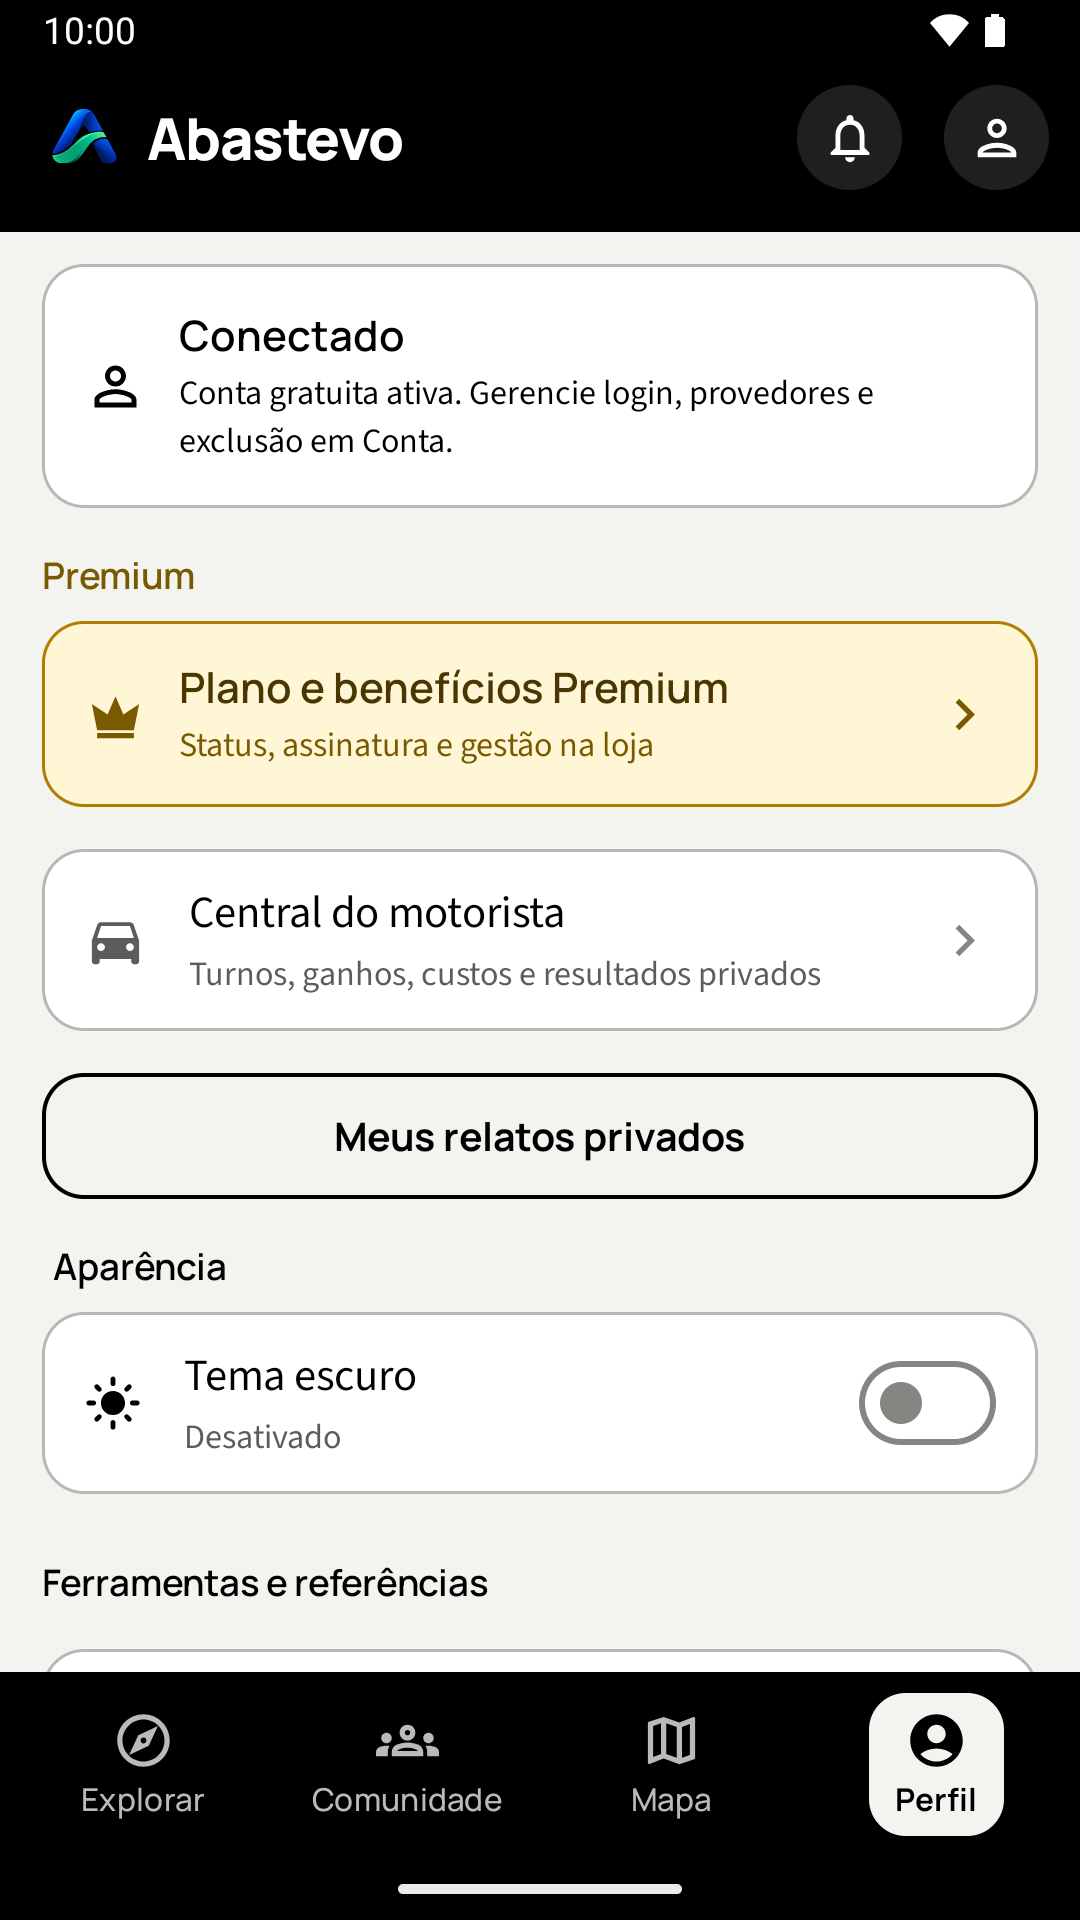 10:00
Abastevo
Conectado
Conta gratuita ativa. Gerencie login, provedores e
exclusão em Conta.
Premium
Plano e benefícios Premium
Status, assinatura e gestão na loja
Central do motorista
Turnos, ganhos, custos e resultados privados
Meus relatos privados
Aparência
Tema escuro
Desativado
Ferramentas e referências
Explorar
Comunidade
Mapa
Perfil